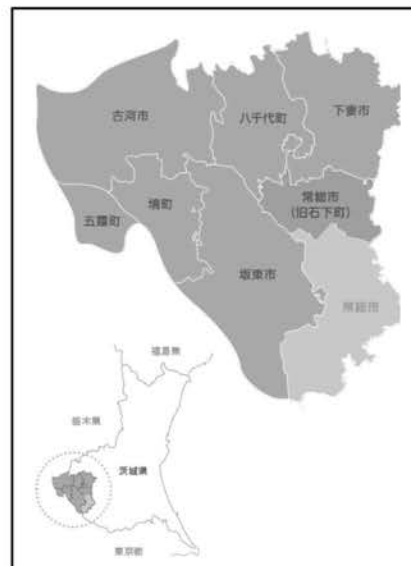 古河市
八千代町
下妻市
常総市
(旧石下町)
五霞町
境町
坂東市
常総市
福島県
栃木県
茨城県
東京都